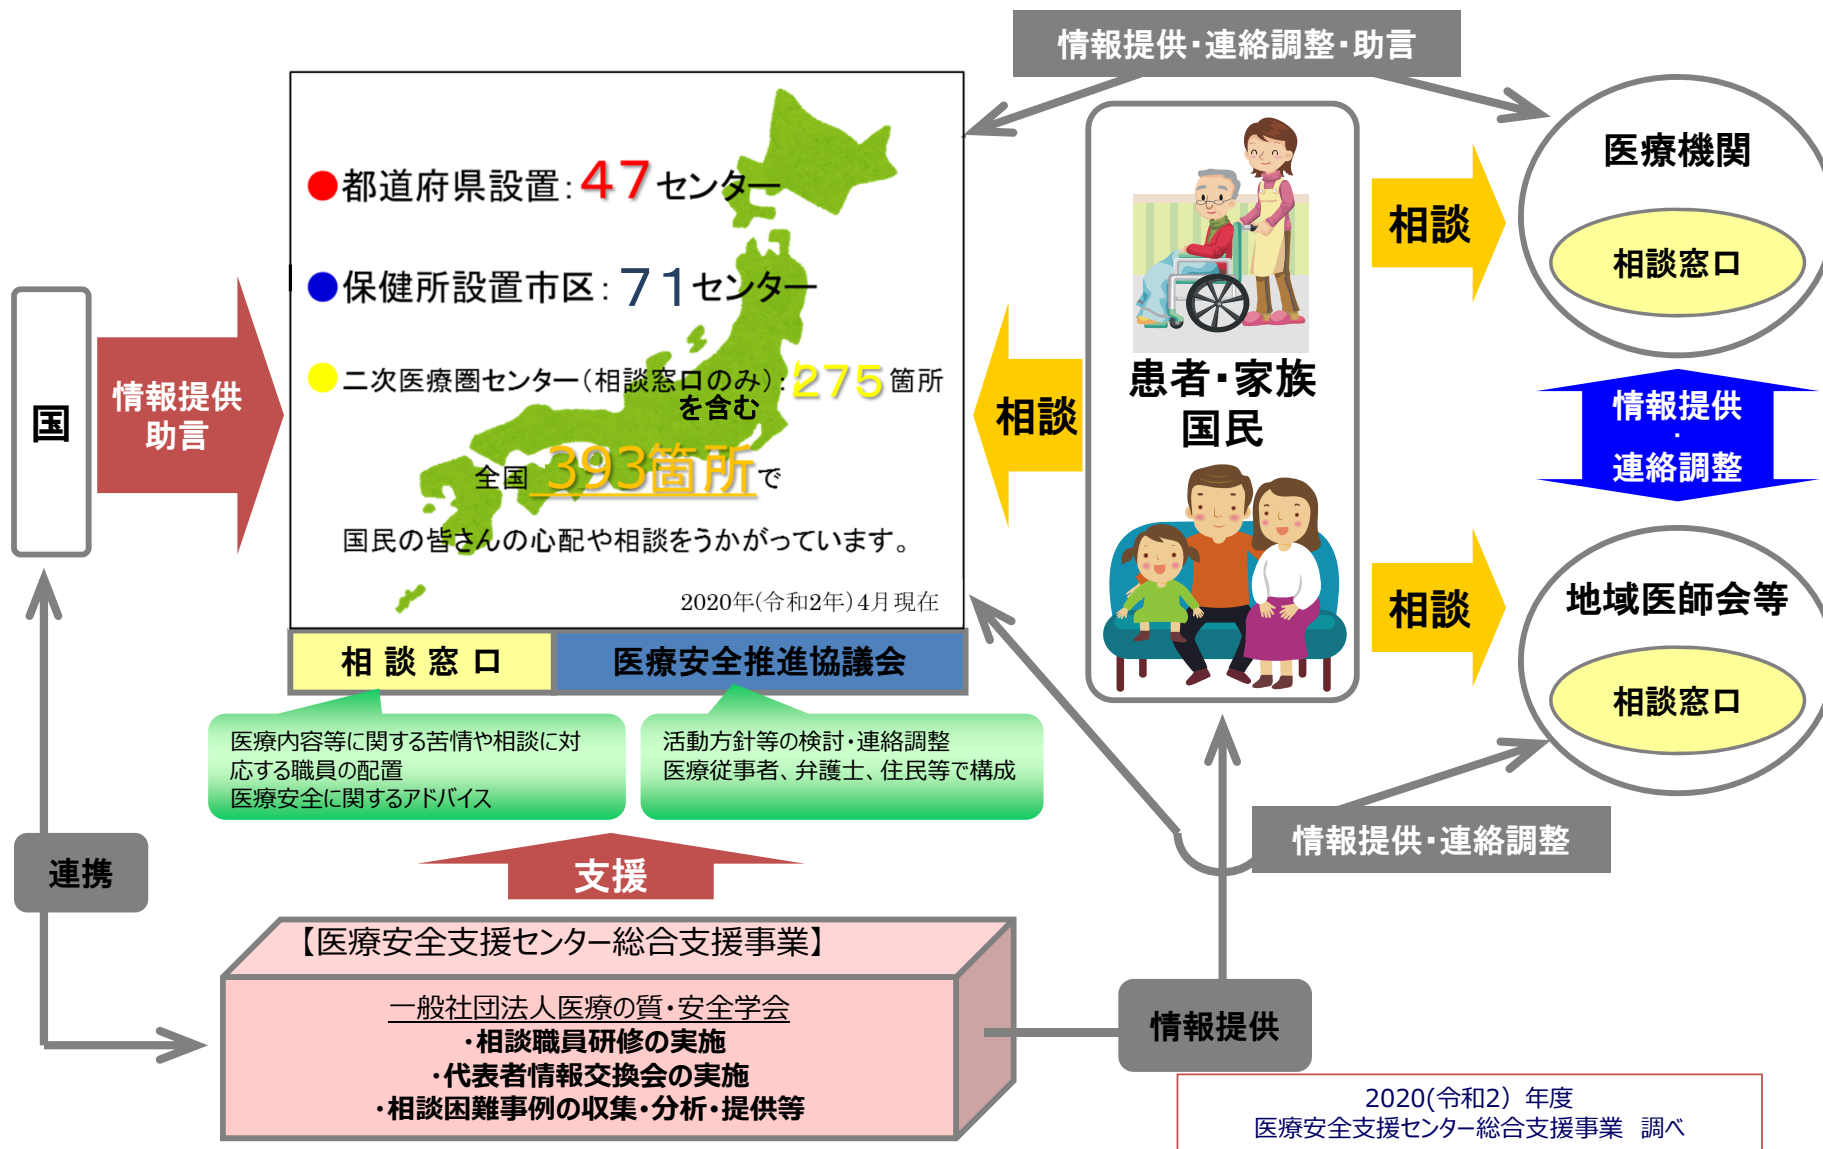 情報提供・連絡調整・助言
●都道府県設置：47センター
●保健所設置市区：71センター
●二次医療圏センター（相談窓口のみ）：275箇所
を含む
全国 393箇所で
国民の皆さんの心配や相談をうかがっています。
2020年(令和2年)4月現在
相談窓口
医療安全推進協議会
国
情報提供
助言
相談
患者・家族
国民
相談
医療機関
相談窓口
情報提供
・
連絡調整
相談
地域医師会等
相談窓口
医療内容等に関する苦情や相談に対
応する職員の配置
医療安全に関するアドバイス
活動方針等の検討・連絡調整
医療従事者、弁護士、住民等で構成
情報提供・連絡調整
連携
支援
【医療安全支援センター総合支援事業】
一般社団法人医療の質・安全学会
・相談職員研修の実施
・代表者情報交換会の実施
・相談困難事例の収集・分析・提供等
情報提供
2020(令和2）年度
医療安全支援センター総合支援事業　調べ